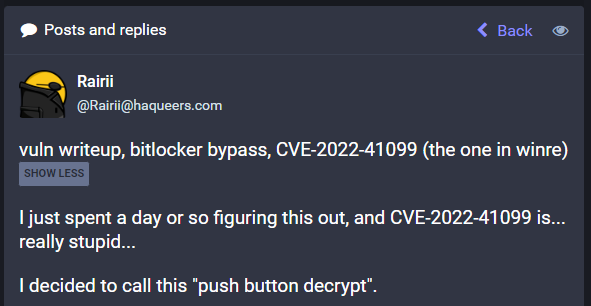 Posts and replies
Back
Rairii
@Rairii@haqueers.com
vuln writeup, bitlocker bypass, CVE-2022-41099 (the one in winre)
SHOW LESS
I just spent a day or so figuring this out, and CVE-2022-41099 is...
really stupid...
I decided to call this "push button decrypt".